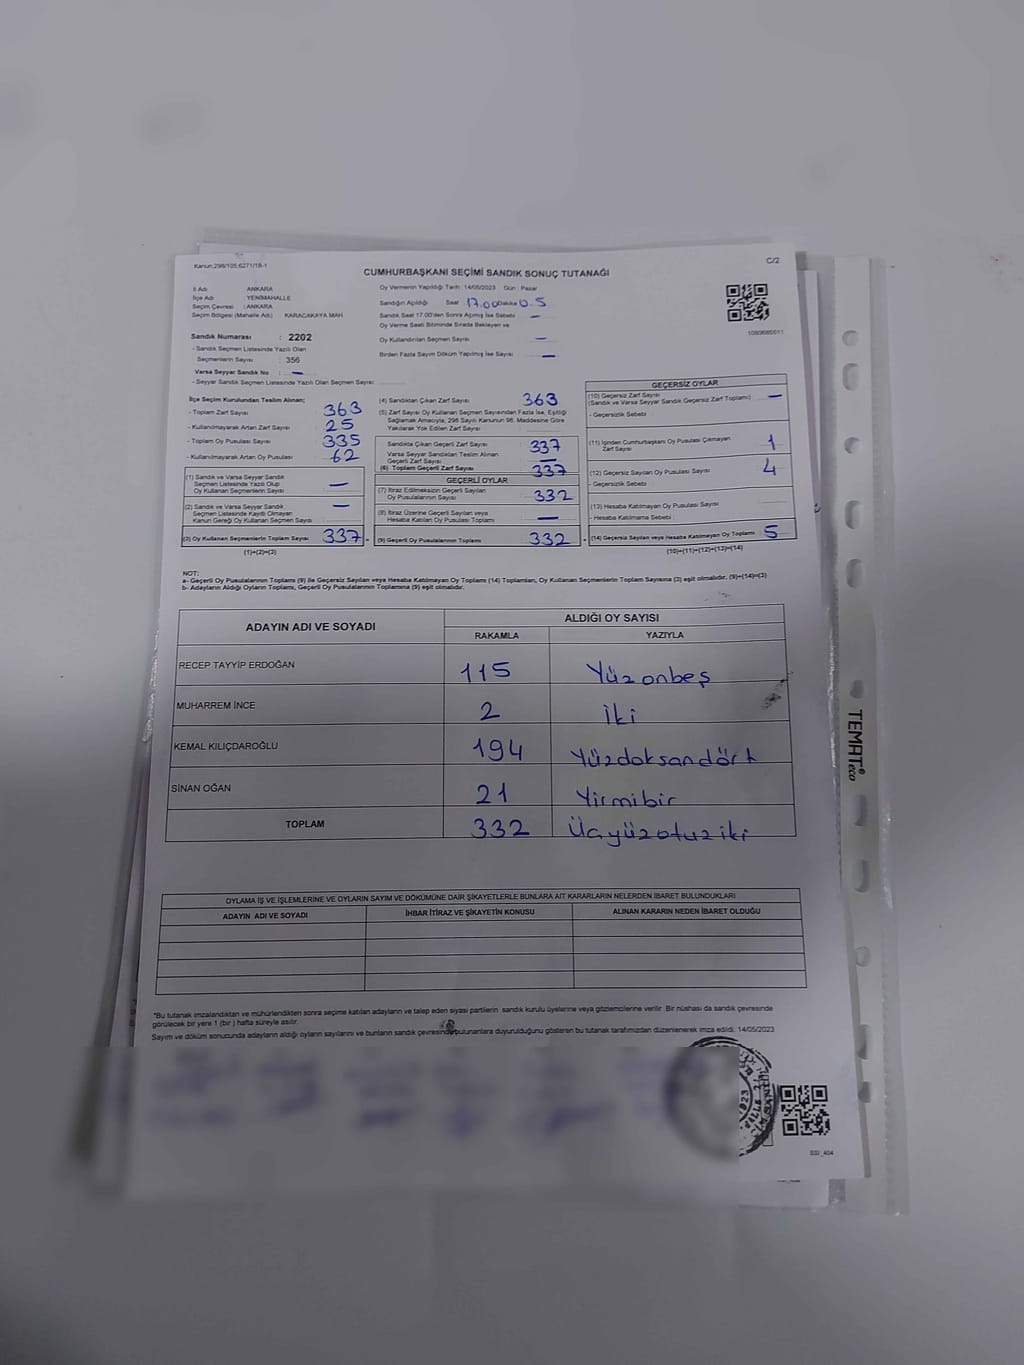 Kanun;298/105;6271/18-1
C/2
CUMHURBAŞKANI SEÇİMİ SANDIK SONUÇ TUTANAĞI
İl Adı ANKARA
İlçe Adı YENİMAHALLE
Seçim Çevresi : ANKARA
Seçim Bölgesi (Mahalle Adı) : KARACAKAYA MAH.
Oy Vermenin Yapıldığı Tarih : 14/05/2023 Gün : Pazar
Sandığın Açıldığı Saat 17.00 Dakika 0.5
Sandık Saat 17.00'den Sonra Açılmış İse Sebebi : —
Oy Verme Saati Bitiminde Sırada Bekleyen ve
Oy Kullandırılan Seçmen Sayısı —
Birden Fazla Sayım Döküm Yapılmış İse Sayısı —
1080685511
Sandık Numarası : 2202
- Sandık Seçmen Listesinde Yazılı Olan
Seçmenlerin Sayısı : 356
Varsa Seyyar Sandık No : —
- Seyyar Sandık Seçmen Listesinde Yazılı Olan Seçmen Sayısı:
İlçe Seçim Kurulundan Teslim Alınan;
- Toplam Zarf Sayısı 363
- Kullanılmayarak Artan Zarf Sayısı 25
- Toplam Oy Pusulası Sayısı 335
- Kullanılmayarak Artan Oy Pusulası 62
(1) Sandık ve Varsa Seyyar Sandık
Seçmen Listesinde Yazılı Olup
Oy Kullanan Seçmenlerin Sayısı —
(2) Sandık ve Varsa Seyyar Sandık
Seçmen Listesinde Kayıtlı Olmayan
Kanun Gereği Oy Kullanan Seçmen Sayısı —
(3) Oy Kullanan Seçmenlerin Toplam Sayısı 337
(1)+(2)=(3)
(4) Sandıktan Çıkan Zarf Sayısı 363
(5) Zarf Sayısı Oy Kullanan Seçmen Sayısından Fazla İse, Eşitliği
Sağlamak Amacıyla, 298 Sayılı Kanunun 98. Maddesine Göre
Yakılarak Yok Edilen Zarf Sayısı
Sandıkta Çıkan Geçerli Zarf Sayısı 337
Varsa Seyyar Sandıktan Teslim Alınan
Geçerli Zarf Sayısı —
(6) Toplam Geçerli Zarf Sayısı 337
GEÇERLİ OYLAR
(7) İtiraz Edilmeksizin Geçerli Sayılan
Oy Pusulalarının Sayısı 332
(8) İtiraz Üzerine Geçerli Sayılan veya
Hesaba Katılan Oy Pusulası Toplamı —
(9) Geçerli Oy Pusulalarının Toplamı 332
GEÇERSİZ OYLAR
(10) Geçersiz Zarf Sayısı
(Sandık ve Varsa Seyyar Sandık Geçersiz Zarf Toplamı) —
- Geçersizlik Sebebi :
(11) İçinden Cumhurbaşkanı Oy Pusulası Çıkmayan
Zarf Sayısı 1
(12) Geçersiz Sayılan Oy Pusulası Sayısı 4
- Geçersizlik Sebebi
(13) Hesaba Katılmayan Oy Pusulası Sayısı
- Hesaba Katılmama Sebebi
(14) Geçersiz Sayılan veya Hesaba Katılmayan Oy Toplamı 5
(10)+(11)+(12)+(13)=(14)
NOT:
a- Geçerli Oy Pusulalarının Toplamı (9) ile Geçersiz Sayılan veya Hesaba Katılmayan Oy Toplamı (14) Toplamları, Oy Kullanan Seçmenlerin Toplam Sayısına (3) eşit olmalıdır. (9)+(14)=(3)
b- Adayların Aldığı Oyların Toplamı, Geçerli Oy Pusulalarının Toplamına (9) eşit olmalıdır.
ADAYIN ADI VE SOYADI ALDIĞI OY SAYISI
RAKAMLA YAZIYLA
RECEP TAYYİP ERDOĞAN 115 Yüzonbeş
MUHARREM İNCE 2 İki
KEMAL KILIÇDAROĞLU 194 Yüzdoksandört
SİNAN OĞAN 21 Yirmibir
TOPLAM 332 Üçyüzotuziki
OYLAMA İŞ VE İŞLEMLERİNE VE OYLARIN SAYIM VE DÖKÜMÜNE DAİR ŞİKAYETLERLE BUNLARA AİT KARARLARIN NELERDEN İBARET BULUNDUKLARI
ADAYIN ADI VE SOYADI İHBAR İTİRAZ VE ŞİKAYETİN KONUSU ALINAN KARARIN NEDEN İBARET OLDUĞU
*Bu tutanak imzalandıktan ve mühürlendikten sonra seçime katılan adayların ve talep eden siyasi partilerin sandık kurulu üyelerine veya gözlemcilerine verilir. Bir nüshası da sandık çevresinde
görülecek bir yere 1 (bir) hafta süreyle asılır.
Sayım ve döküm sonucunda adayların aldığı oyların sayılarını ve bunların sandık çevresinde bulunanlara duyurulduğunu gösteren bu tutanak tarafımızdan düzenlenerek imza edildi. 14/05/2023
SSİ_404
TEMAT® eco